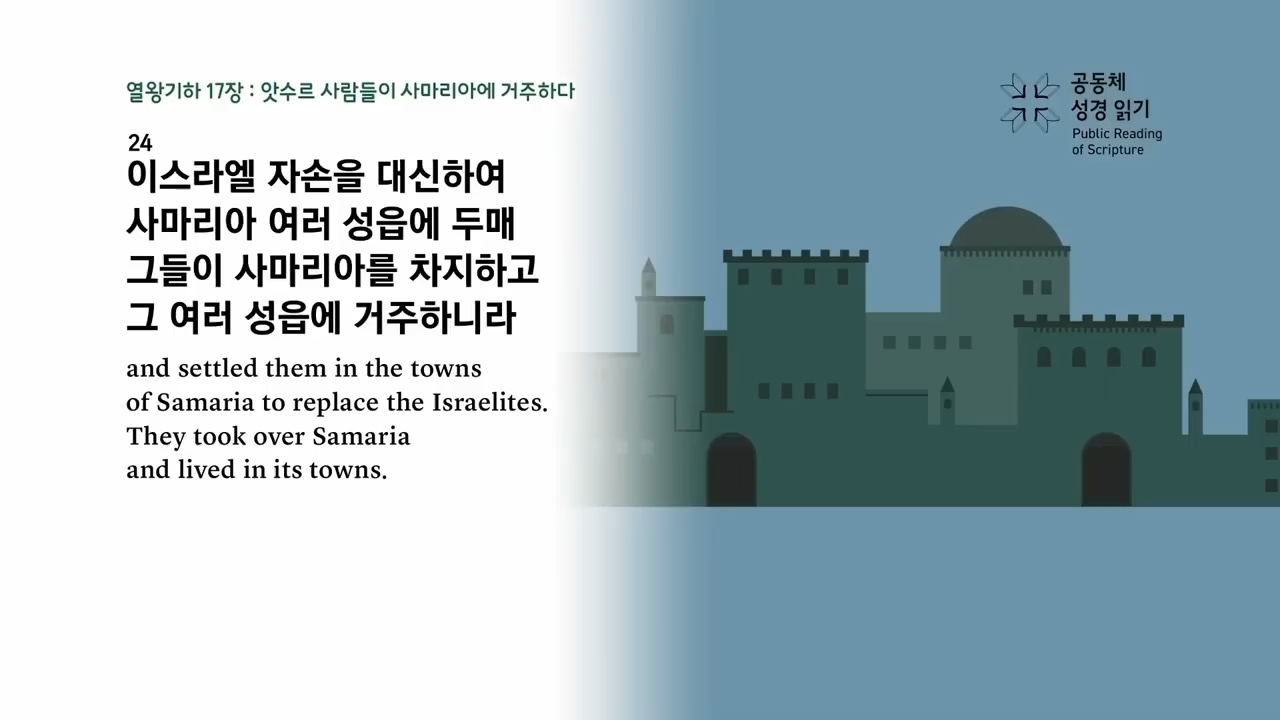 열왕기하 17장 : 앗수르 사람들이 사마리아에 거주하다
24
이스라엘 자손을 대신하여
사마리아 여러 성읍에 두매
그들이 사마리아를 차지하고
그 여러 성읍에 거주하니라
and settled them in the towns
of Samaria to replace the Israelites.
They took over Samaria
and lived in its towns.
공동체
성경 읽기
Public Reading
of Scripture